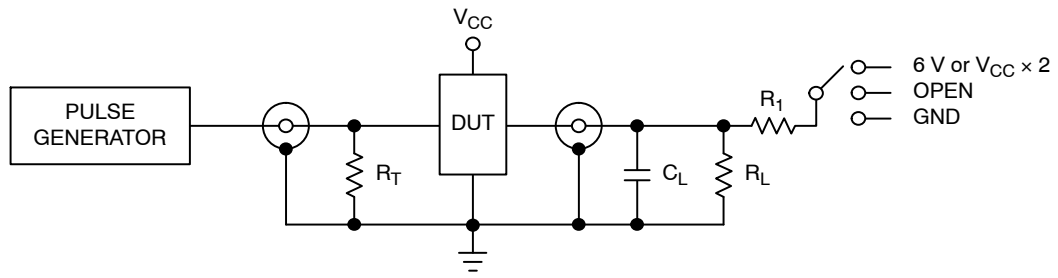 V_CC
PULSE
GENERATOR
R_T
DUT
C_L
R_L
R_1
6 V or V_CC × 2
OPEN
GND